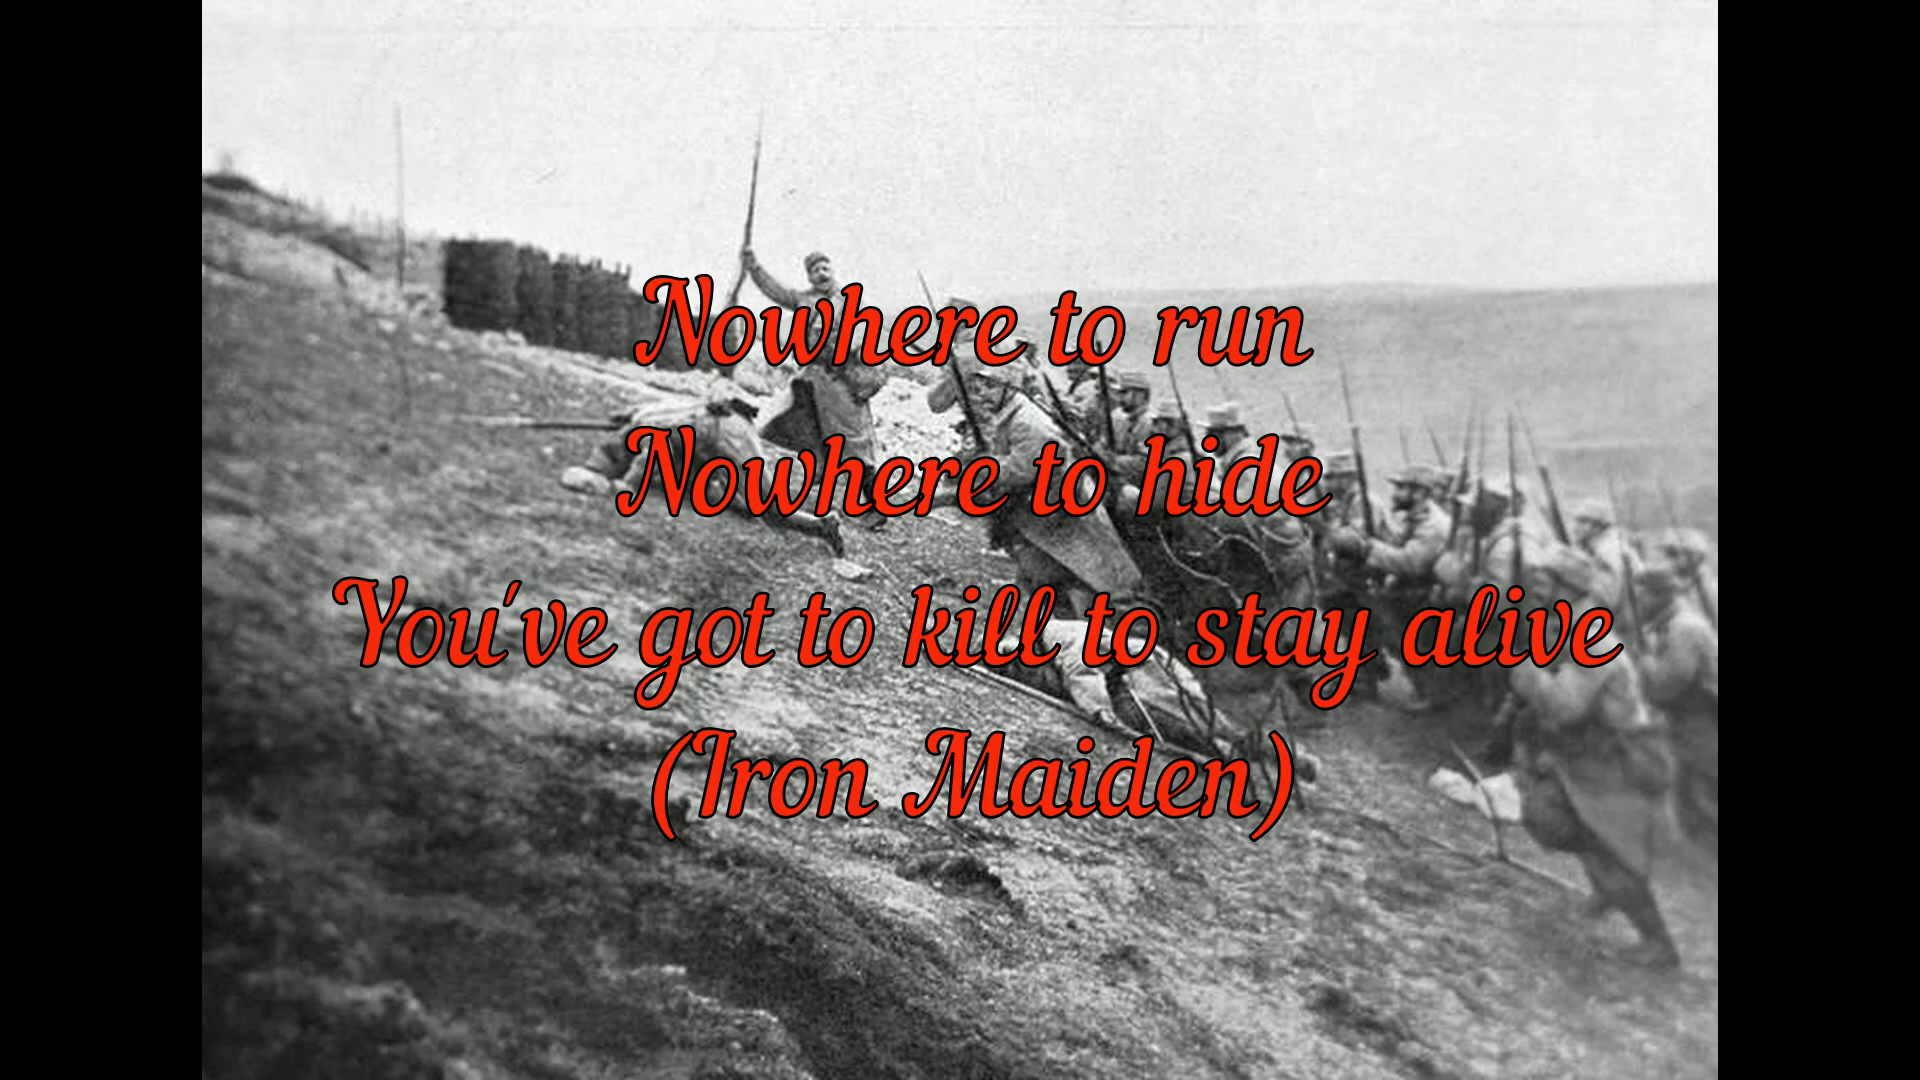 Nowhere to run
Nowhere to hide
You've got to kill to stay alive
(Iron Maiden)